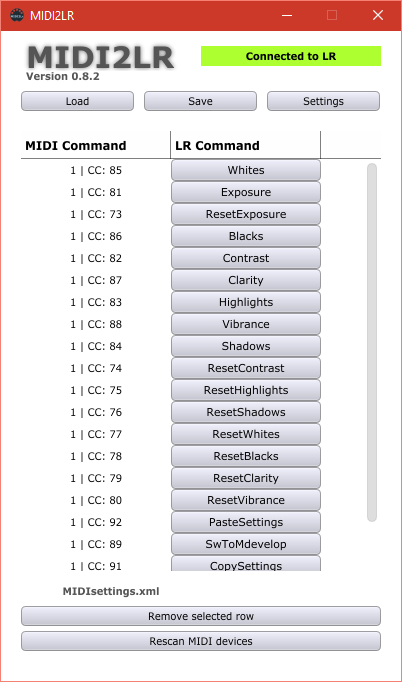 MIDI2LR
MIDI2LR
Connected to LR
Version 0.8.2
Load Save Settings
MIDI Command LR Command
1 | CC: 85 Whites
1 | CC: 81 Exposure
1 | CC: 73 ResetExposure
1 | CC: 86 Blacks
1 | CC: 82 Contrast
1 | CC: 87 Clarity
1 | CC: 83 Highlights
1 | CC: 88 Vibrance
1 | CC: 84 Shadows
1 | CC: 74 ResetContrast
1 | CC: 75 ResetHighlights
1 | CC: 76 ResetShadows
1 | CC: 77 ResetWhites
1 | CC: 78 ResetBlacks
1 | CC: 79 ResetClarity
1 | CC: 80 ResetVibrance
1 | CC: 92 PasteSettings
1 | CC: 89 SwToMdevelop
1 | CC: 91 CopySettings
MIDIsettings.xml
Remove selected row
Rescan MIDI devices